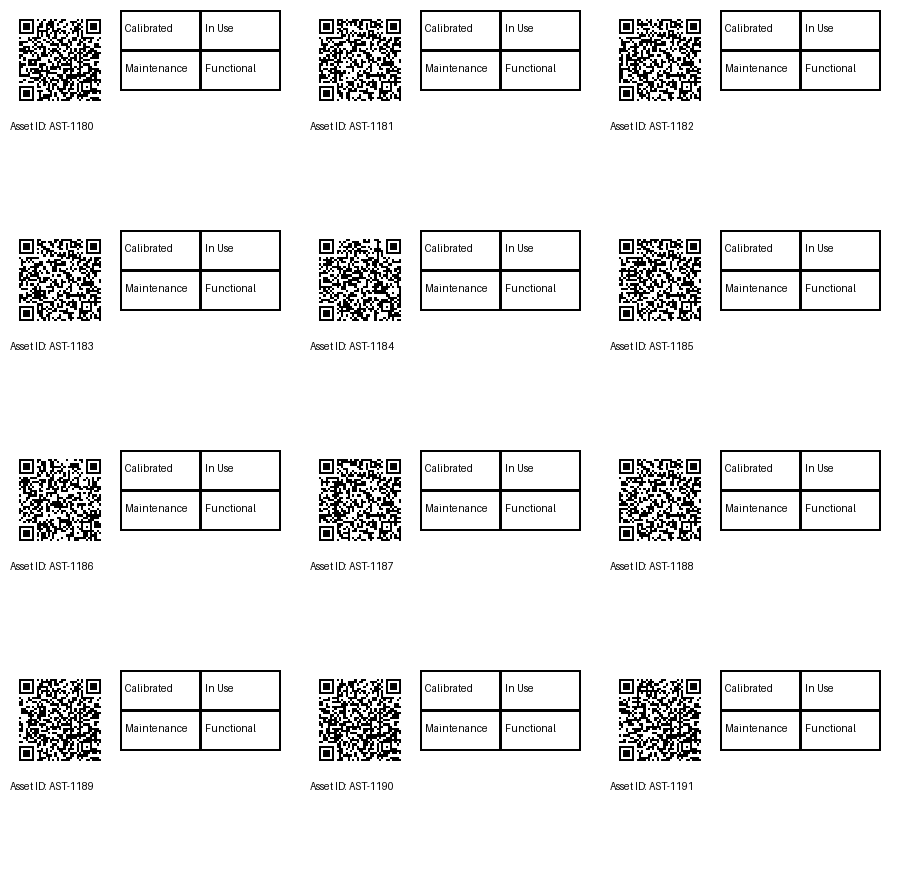 Calibrated In Use Calibrated In Use Calibrated In Use
Maintenance Functional Maintenance Functional Maintenance Functional
Asset ID: AST-1180 Asset ID: AST-1181 Asset ID: AST-1182
Calibrated In Use Calibrated In Use Calibrated In Use
Maintenance Functional Maintenance Functional Maintenance Functional
Asset ID: AST-1183 Asset ID: AST-1184 Asset ID: AST-1185
Calibrated In Use Calibrated In Use Calibrated In Use
Maintenance Functional Maintenance Functional Maintenance Functional
Asset ID: AST-1186 Asset ID: AST-1187 Asset ID: AST-1188
Calibrated In Use Calibrated In Use Calibrated In Use
Maintenance Functional Maintenance Functional Maintenance Functional
Asset ID: AST-1189 Asset ID: AST-1190 Asset ID: AST-1191